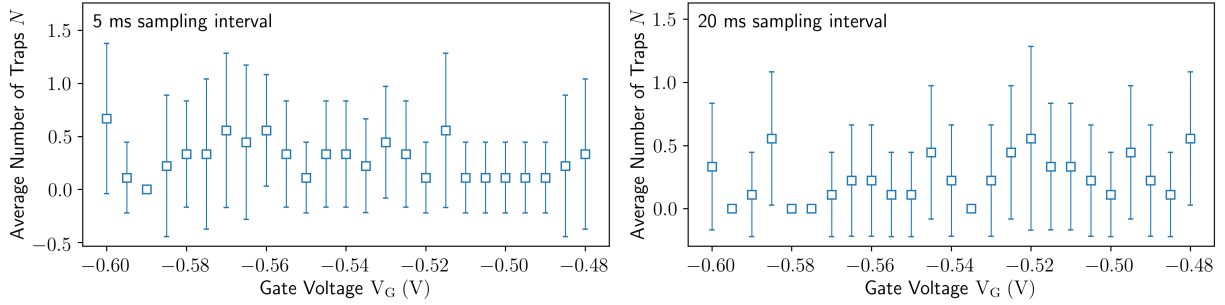 5 ms sampling interval
Average Number of Traps N
1.5
1.0
0.5
0.0
−0.5
−0.60 −0.58 −0.56 −0.54 −0.52 −0.50 −0.48
Gate Voltage V_G (V)
20 ms sampling interval
Average Number of Traps N
1.5
1.0
0.5
0.0
−0.60 −0.58 −0.56 −0.54 −0.52 −0.50 −0.48
Gate Voltage V_G (V)